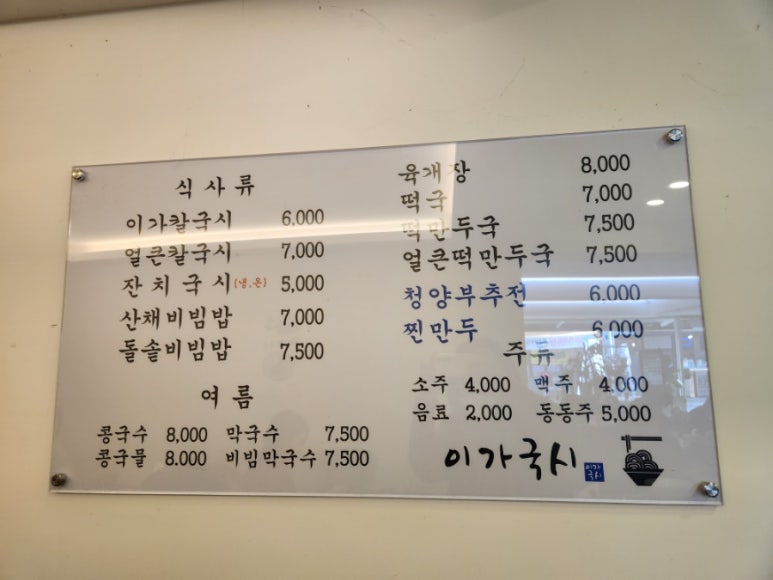 식사류
이가칼국시 6,000
얼큰칼국시 7,000
잔치국시(냉,온) 5,000
산채비빔밥 7,000
돌솔비빔밥 7,500
여름
콩국수 8,000 막국수 7,500
콩국물 8.000 비빔막국수 7,500
육개장 8,000
떡국 7,000
떡만두국 7,500
얼큰떡만두국 7,500
청양부추전 6,000
찐만두 6,000
주류
소주 4,000 맥주 4,000
음료 2,000 동동주 5,000
이가국시
이가
국시